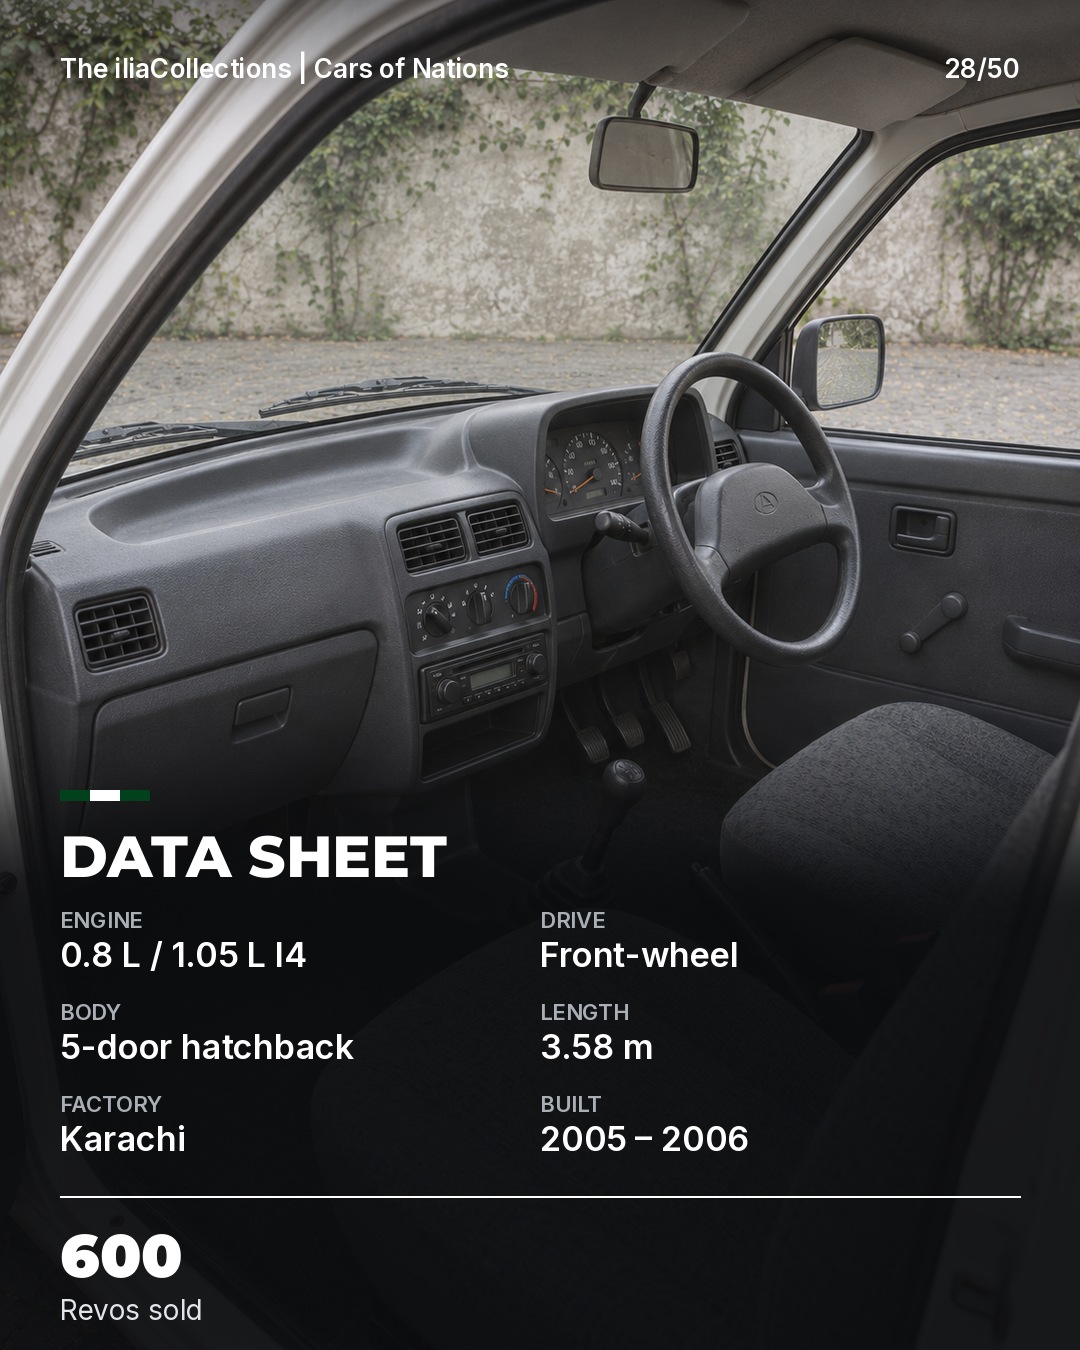 The iliaCollections | Cars of Nations
28/50
DATA SHEET
ENGINE
0.8 L / 1.05 L I4
DRIVE
Front-wheel
BODY
5-door hatchback
LENGTH
3.58 m
FACTORY
Karachi
BUILT
2005 – 2006
600
Revos sold